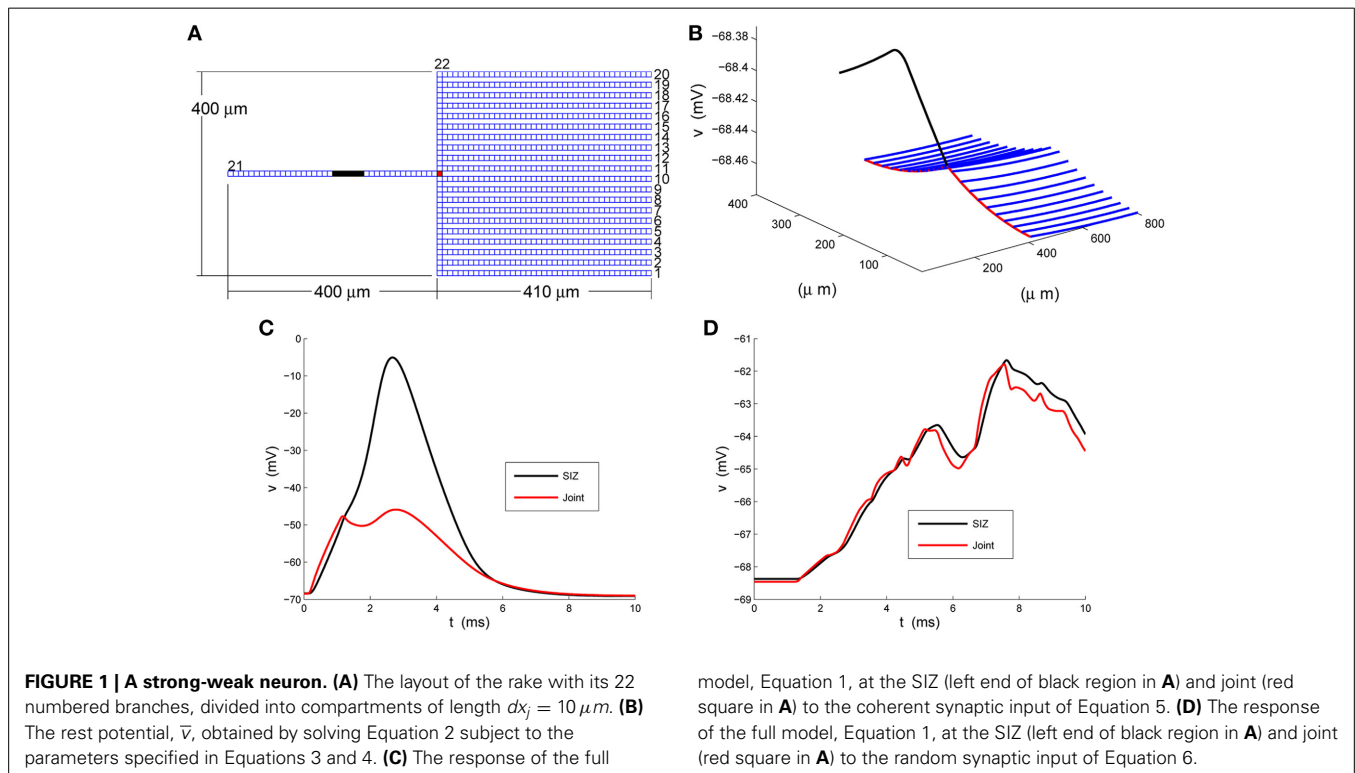 A
22
20
19
18
17
16
15
14
13
12
11
10
9
8
7
6
5
4
3
2
1
400 μm
21
400 μm
410 μm
B
−68.38
−68.4
−68.42
−68.44
−68.46
v (mV)
400
300
200
100
(μ m)
200
400
600
800
(μ m)
C
0
−10
−20
−30
−40
−50
−60
−70
v (mV)
SIZ
Joint
0
2
4
6
8
10
t (ms)
D
−61
−62
−63
−64
−65
−66
−67
−68
−69
v (mV)
SIZ
Joint
0
2
4
6
8
10
t (ms)
FIGURE 1 | A strong-weak neuron. (A) The layout of the rake with its 22
numbered branches, divided into compartments of length dxⱼ = 10 μm. (B)
The rest potential, v̅, obtained by solving Equation 2 subject to the
parameters specified in Equations 3 and 4. (C) The response of the full
model, Equation 1, at the SIZ (left end of black region in A) and joint (red
square in A) to the coherent synaptic input of Equation 5. (D) The response
of the full model, Equation 1, at the SIZ (left end of black region in A) and joint
(red square in A) to the random synaptic input of Equation 6.